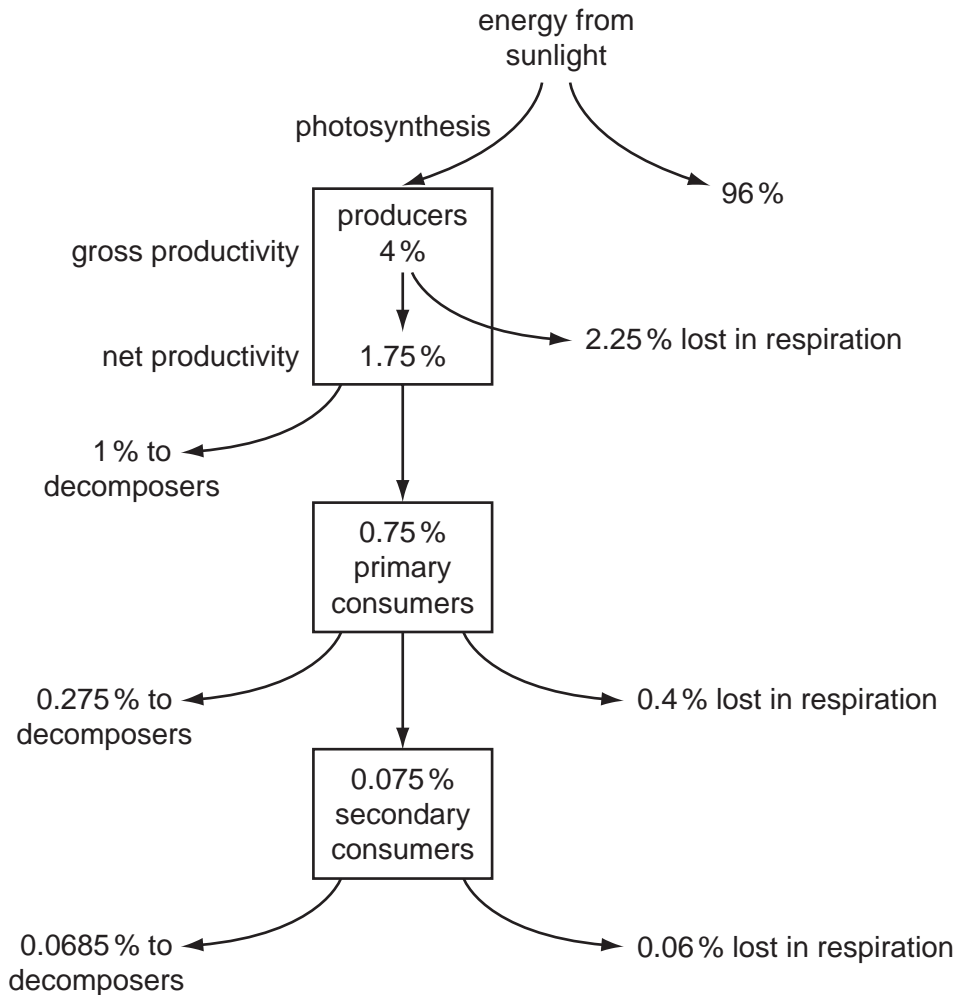 energy from
sunlight
photosynthesis
96 %
producers
gross productivity
4 %
2.25 % lost in respiration
net productivity
1.75 %
1 % to
decomposers
0.75 %
primary
consumers
0.275 % to
decomposers
0.4 % lost in respiration
0.075 %
secondary
consumers
0.0685 % to
decomposers
0.06 % lost in respiration